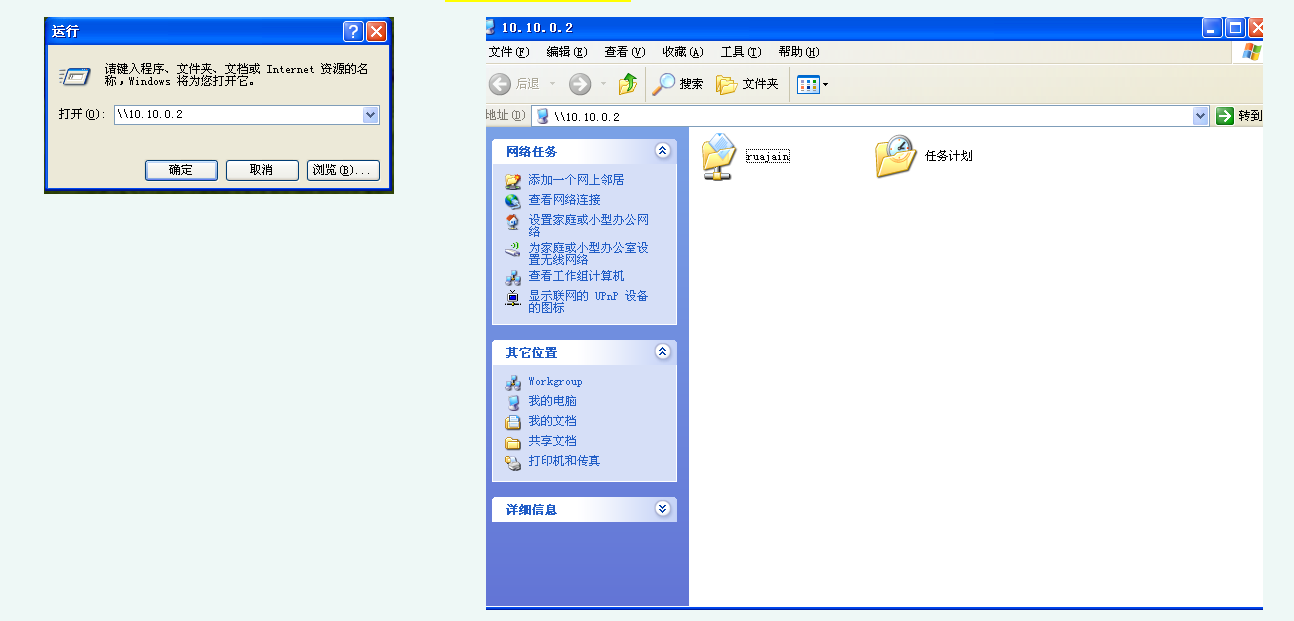 运行
请键入程序、文件夹、文档或 Internet 资源的名
称,Windows 将为您打开它。
打开(O): \\10.10.0.2
确定 取消 浏览(B)...
10.10.0.2
文件(F) 编辑(E) 查看(V) 收藏(A) 工具(T) 帮助(H)
后退 搜索 文件夹
地址(D) \\10.10.0.2 转到
网络任务
添加一个网上邻居
查看网络连接
设置家庭或小型办公网
络
为家庭或小型办公室设
置无线网络
查看工作组计算机
显示联网的 UPnP 设备
的图标
其它位置
Workgroup
我的电脑
我的文档
共享文档
打印机和传真
详细信息
ruajain
任务计划